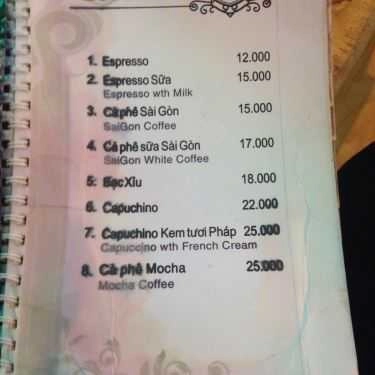 1. Espresso 12.000
2. Espresso Sữa 15.000
Espresso wth Milk
3. Cà phê Sài Gòn 15.000
SaiGon Coffee
4. Cà phê sữa Sài Gòn 17.000
SaiGon White Coffee
5. Bạc Xỉu 18.000
6. Capuchino 22.000
7. Capuchino Kem tươi Pháp 25.000
Capuccino wth French Cream
8. Cà phê Mocha 25.000
Mocha Coffee